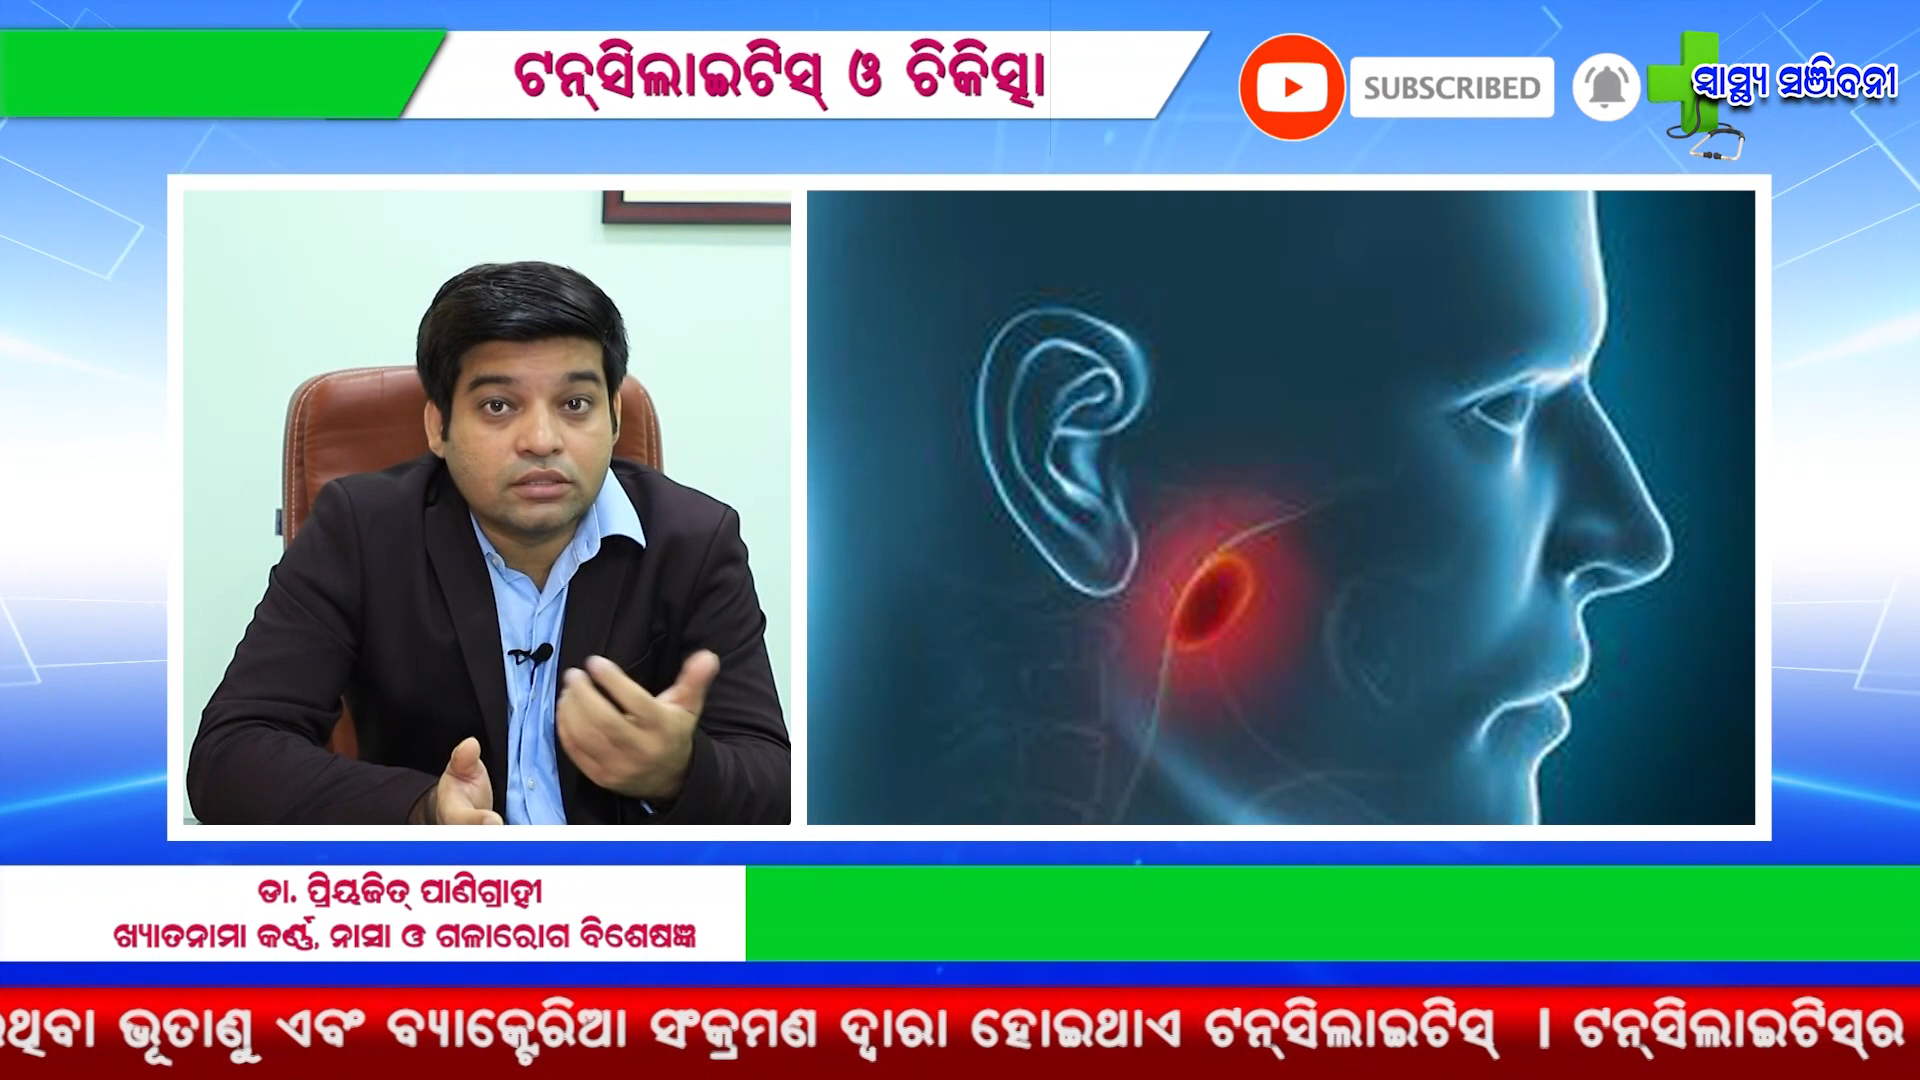 ଟନ୍‌ସିଲାଇଟିସ୍ ଓ ଚିକିତ୍ସା
SUBSCRIBED
ସ୍ୱାସ୍ଥ୍ୟ ସଞ୍ଜିବନୀ
ଡା. ପ୍ରିୟଜିତ୍ ପାଣିଗ୍ରାହୀ
ଖ୍ୟାତନାମା କର୍ଣ୍ଣ, ନାସା ଓ ଗଳାରୋଗ ବିଶେଷଜ୍ଞ
ଭୂତାଣୁ ଏବଂ ବ୍ୟାକ୍ଟେରିଆ ସଂକ୍ରମଣ ଦ୍ୱାରା ହୋଇଥାଏ ଟନ୍‌ସିଲାଇଟିସ୍ । ଟନ୍‌ସିଲାଇଟିସ୍‌ର